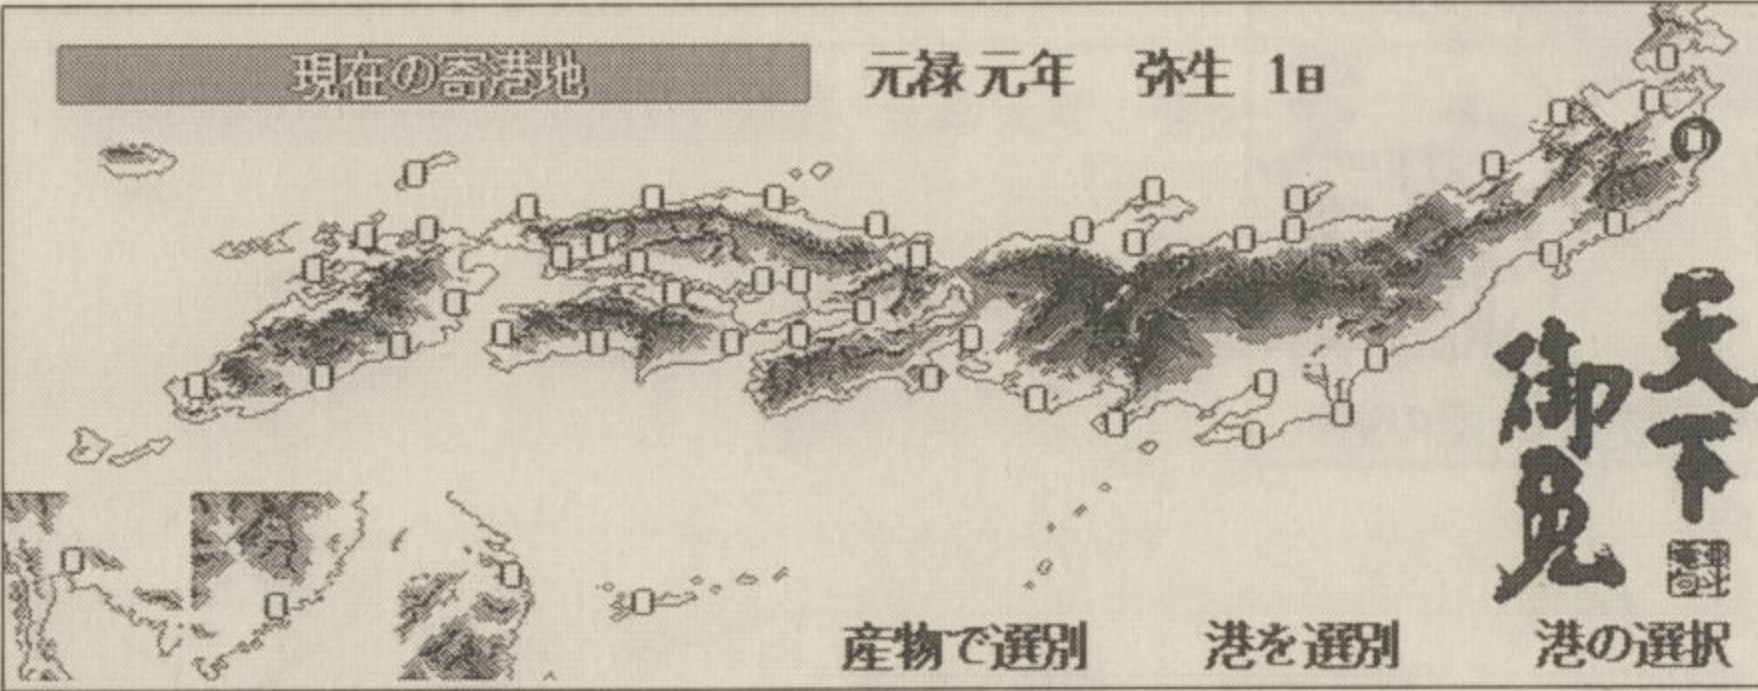 現在の寄港地
元禄元年 弥生 1日
天下
御免
産物で選別 港を選別 港の選択